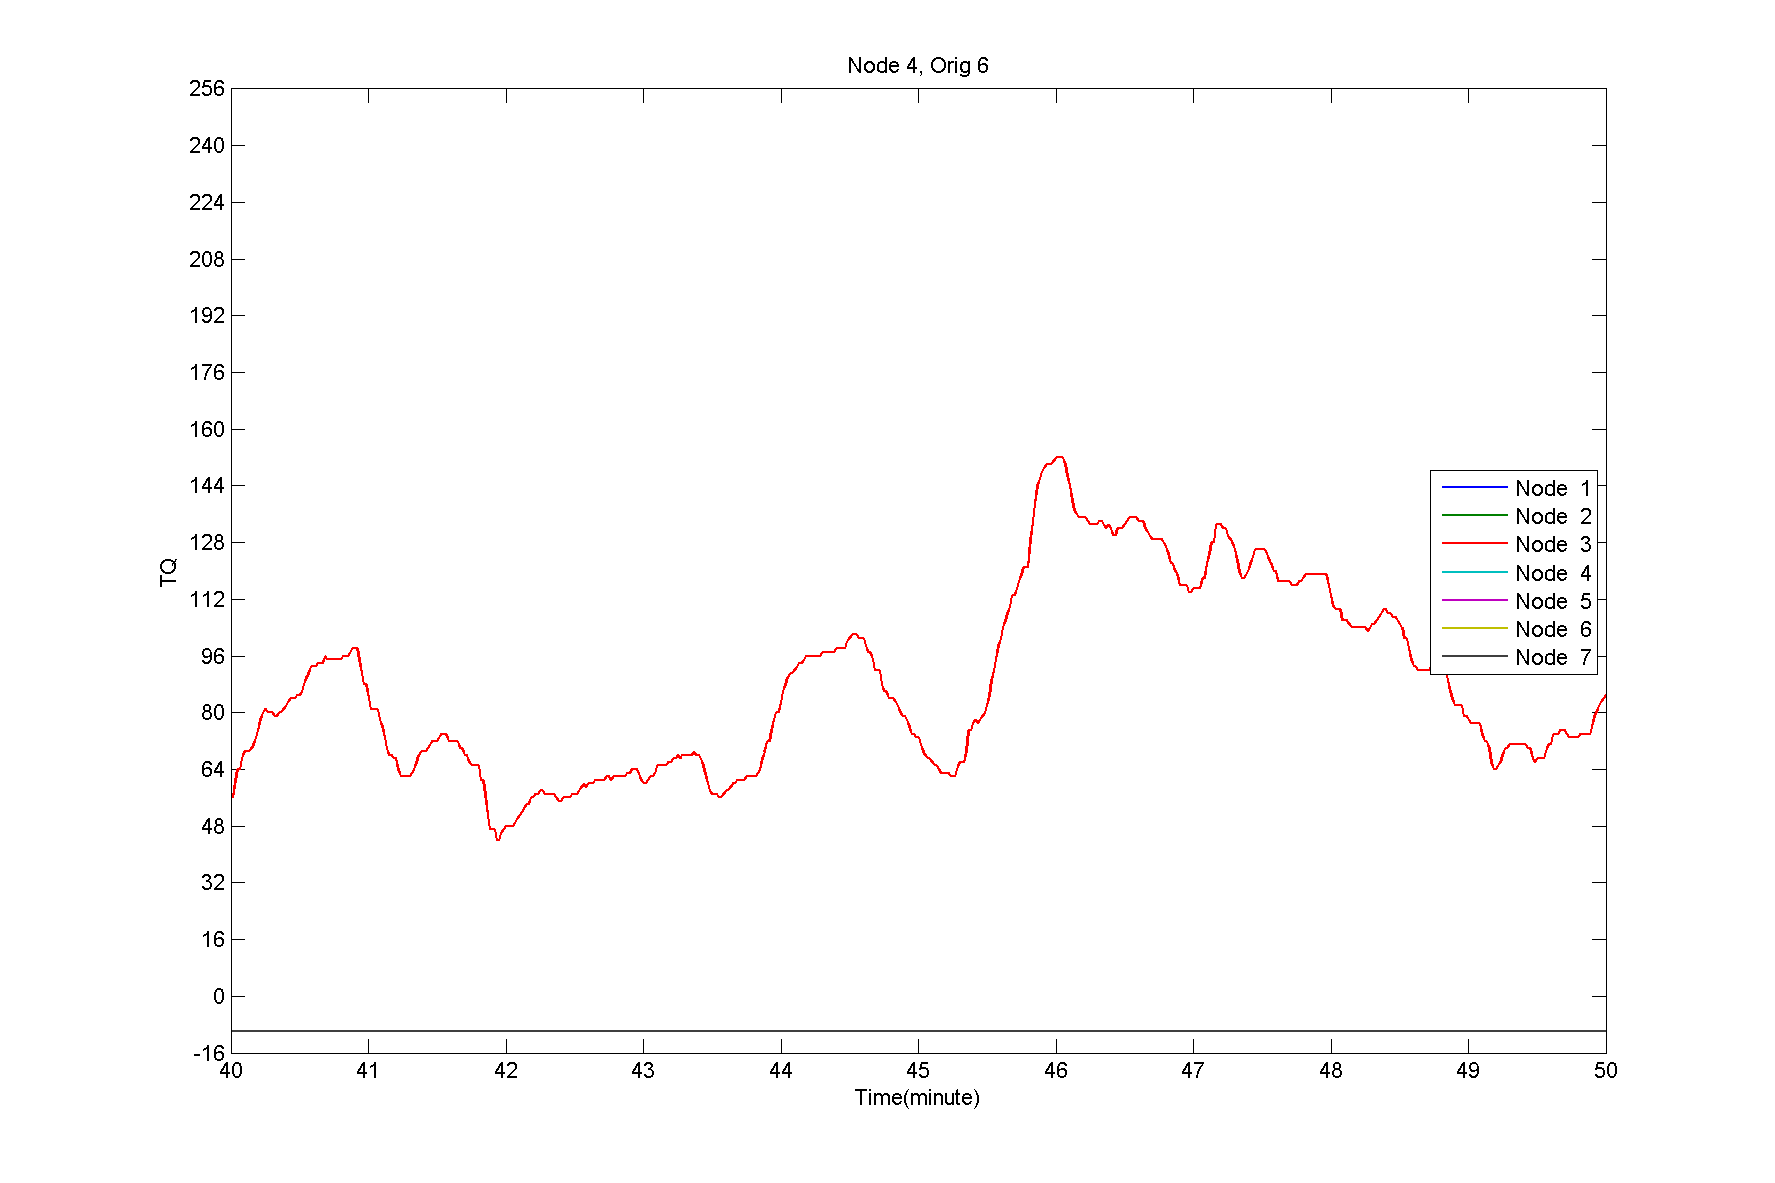 Node 4, Orig 6
256
240
224
208
192
176
160
144
128
112
96
80
64
48
32
16
0
-16
TQ
40 41 42 43 44 45 46 47 48 49 50
Time(minute)
Node 1
Node 2
Node 3
Node 4
Node 5
Node 6
Node 7